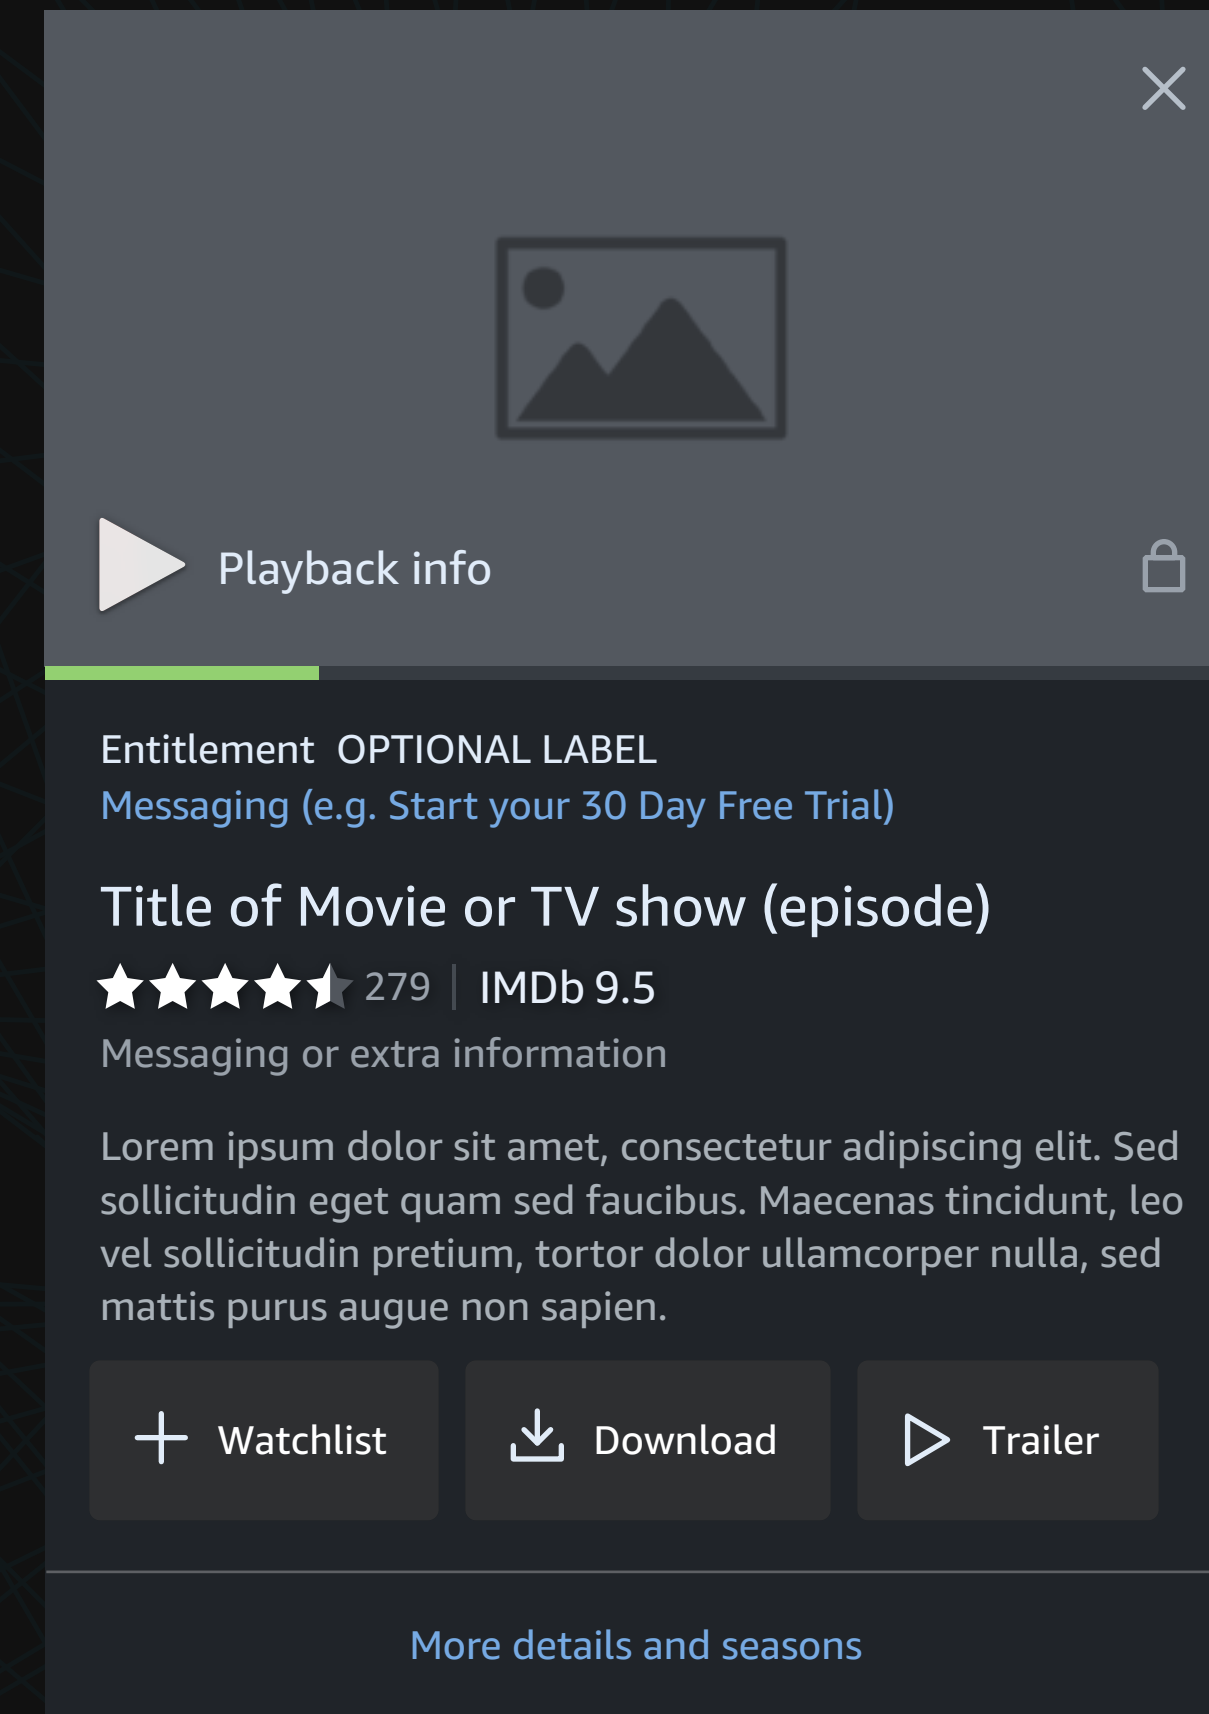 Playback info
Entitlement OPTIONAL LABEL
Messaging (e.g. Start your 30 Day Free Trial)
Title of Movie or TV show (episode)
279 | IMDb 9.5
Messaging or extra information
Lorem ipsum dolor sit amet, consectetur adipiscing elit. Sed
sollicitudin eget quam sed faucibus. Maecenas tincidunt, leo
vel sollicitudin pretium, tortor dolor ullamcorper nulla, sed
mattis purus augue non sapien.
Watchlist Download Trailer
More details and seasons